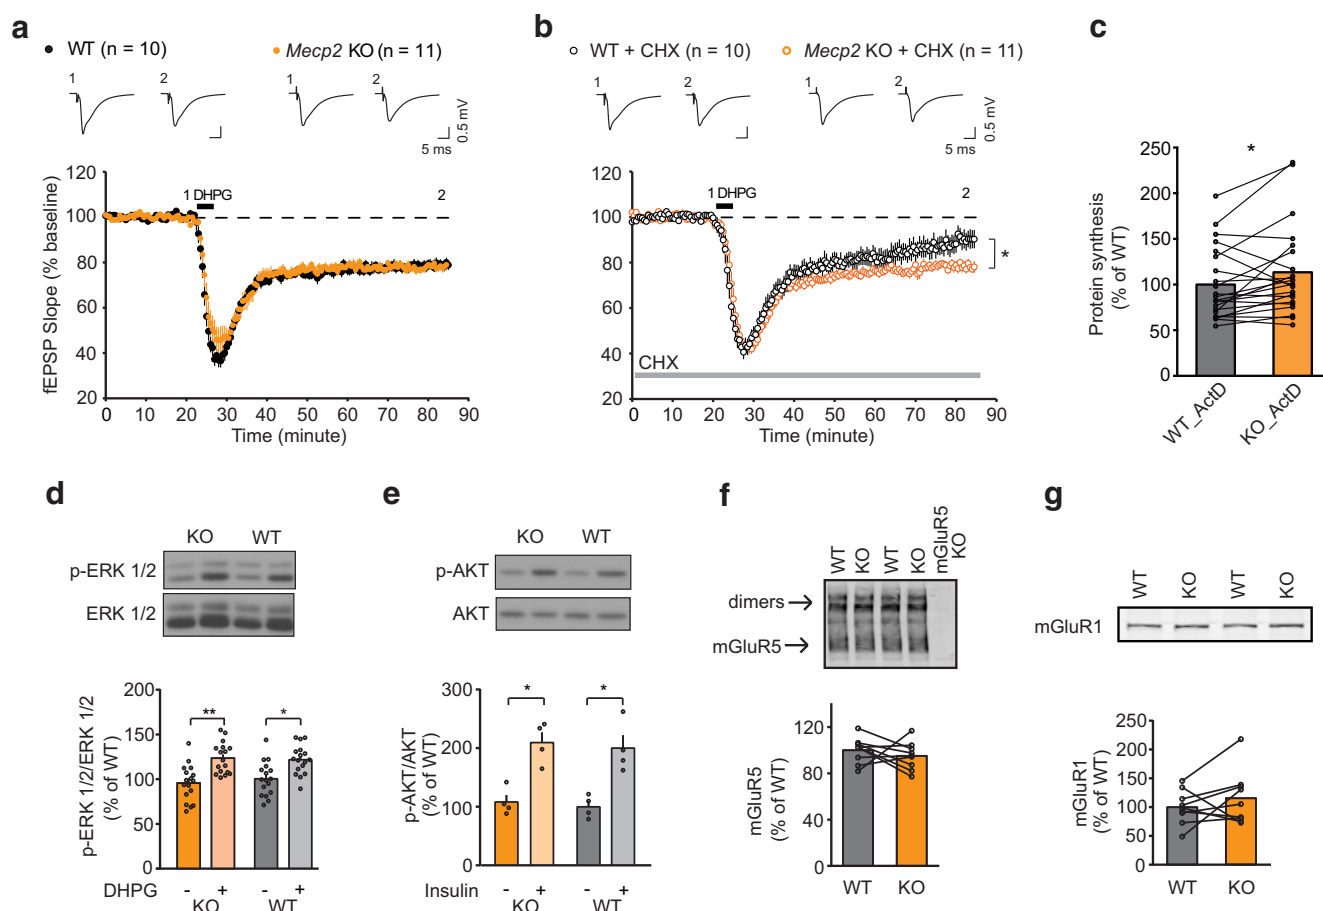 a
WT (n = 10)
Mecp2 KO (n = 11)
1
2
1
2
5 ms
0.5 mV
fEPSP Slope (% baseline)
120
100
80
60
40
20
1 DHPG
2
0 10 20 30 40 50 60 70 80 90
Time (minute)
b
WT + CHX (n = 10)
Mecp2 KO + CHX (n = 11)
1
2
1
2
5 ms
0.5 mV
120
100
80
60
40
20
1 DHPG
2
*
CHX
0 10 20 30 40 50 60 70 80 90
Time (minute)
c
Protein synthesis
(% of WT)
250
200
150
100
50
0
*
WT_ActD
KO_ActD
d
KO WT
p-ERK 1/2
ERK 1/2
p-ERK 1/2/ERK 1/2
(% of WT)
200
150
100
50
0
** *
DHPG - + - +
KO WT
e
KO WT
p-AKT
AKT
p-AKT/AKT
(% of WT)
300
200
100
0
* *
Insulin - + - +
KO WT
f
WT
KO
WT
KO
mGluR5
KO
dimers
mGluR5
mGluR5
(% of WT)
120
80
40
0
WT KO
g
WT
KO
WT
KO
mGluR1
mGluR1
(% of WT)
250
200
150
100
50
0
WT KO